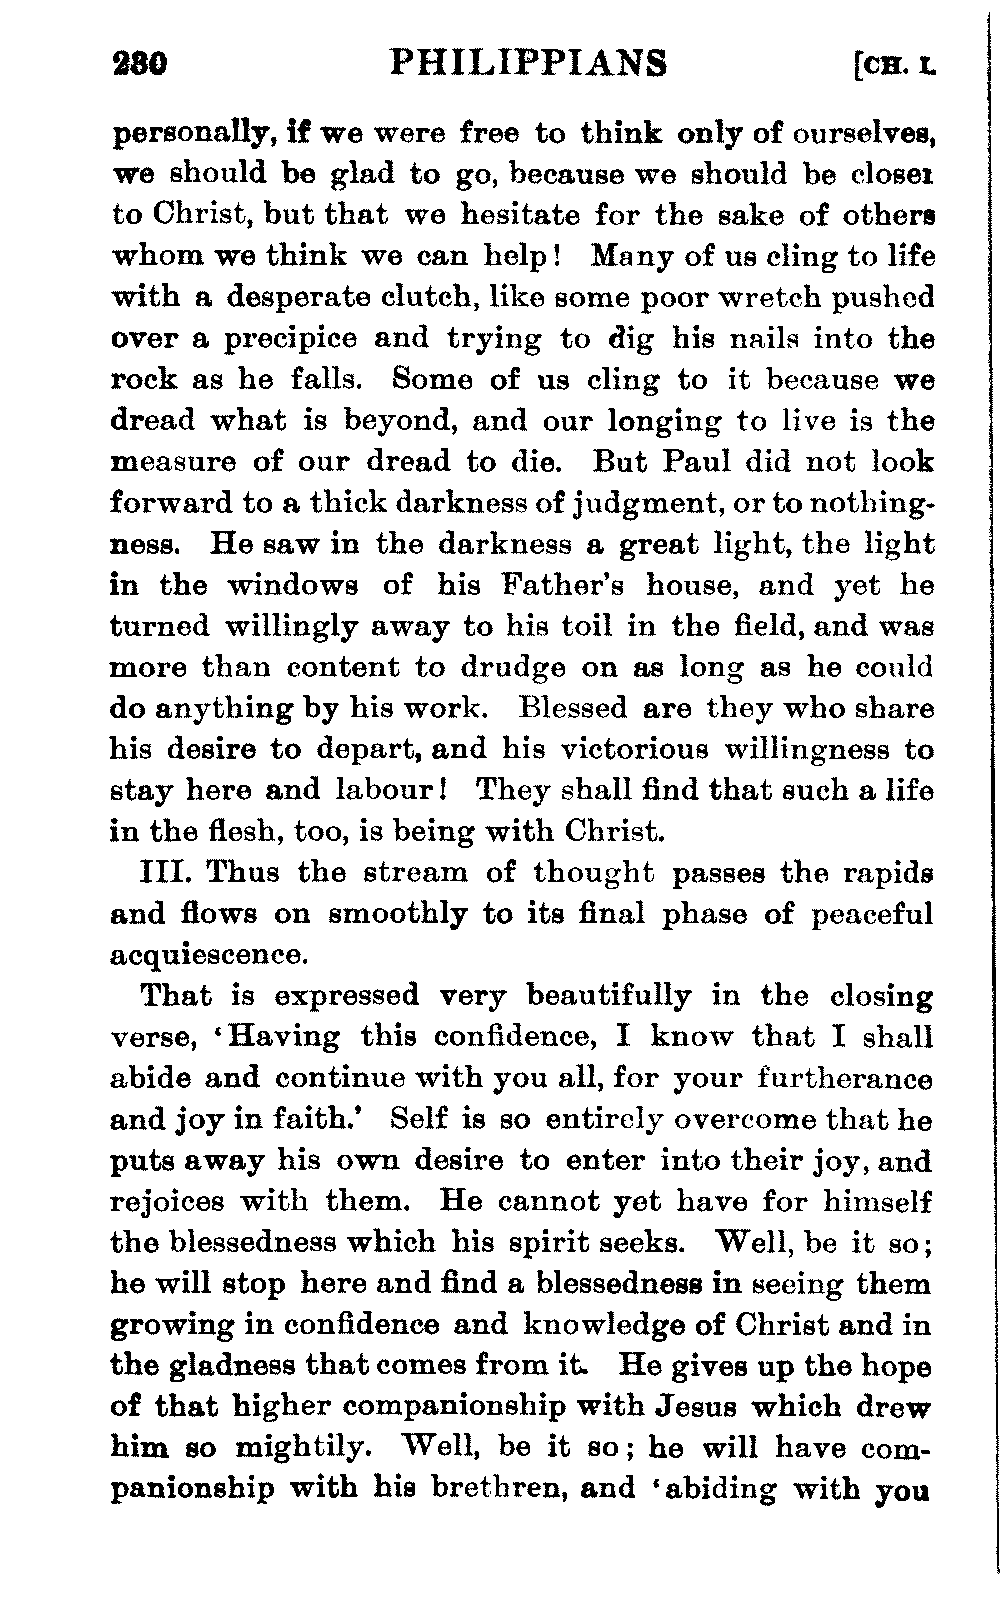 230 PHILIPPIANS [CH. I.
personally, if we were free to think only of ourselves,
we should be glad to go, because we should be closer
to Christ, but that we hesitate for the sake of others
whom we think we can help! Many of us cling to life
with a desperate clutch, like some poor wretch pushed
over a precipice and trying to dig his nails into the
rock as he falls. Some of us cling to it because we
dread what is beyond, and our longing to live is the
measure of our dread to die. But Paul did not look
forward to a thick darkness of judgment, or to nothing-
ness. He saw in the darkness a great light, the light
in the windows of his Father's house, and yet he
turned willingly away to his toil in the field, and was
more than content to drudge on as long as he could
do anything by his work. Blessed are they who share
his desire to depart, and his victorious willingness to
stay here and labour! They shall find that such a life
in the flesh, too, is being with Christ.
III. Thus the stream of thought passes the rapids
and flows on smoothly to its final phase of peaceful
acquiescence.
That is expressed very beautifully in the closing
verse, 'Having this confidence, I know that I shall
abide and continue with you all, for your furtherance
and joy in faith.' Self is so entirely overcome that he
puts away his own desire to enter into their joy, and
rejoices with them. He cannot yet have for himself
the blessedness which his spirit seeks. Well, be it so;
he will stop here and find a blessedness in seeing them
growing in confidence and knowledge of Christ and in
the gladness that comes from it. He gives up the hope
of that higher companionship with Jesus which drew
him so mightily. Well, be it so; he will have com-
panionship with his brethren, and 'abiding with you